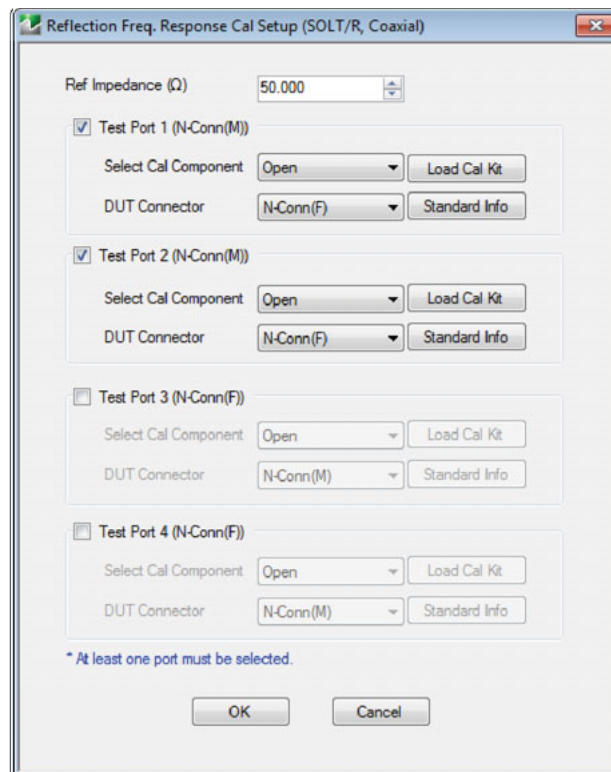 Reflection Freq. Response Cal Setup (SOLT/R, Coaxial)
Ref Impedance (Ω) 50.000
Test Port 1 (N-Conn(M))
Select Cal Component Open Load Cal Kit
DUT Connector N-Conn(F) Standard Info
Test Port 2 (N-Conn(M))
Select Cal Component Open Load Cal Kit
DUT Connector N-Conn(F) Standard Info
Test Port 3 (N-Conn(F))
Select Cal Component Open Load Cal Kit
DUT Connector N-Conn(M) Standard Info
Test Port 4 (N-Conn(F))
Select Cal Component Open Load Cal Kit
DUT Connector N-Conn(M) Standard Info
* At least one port must be selected.
OK Cancel